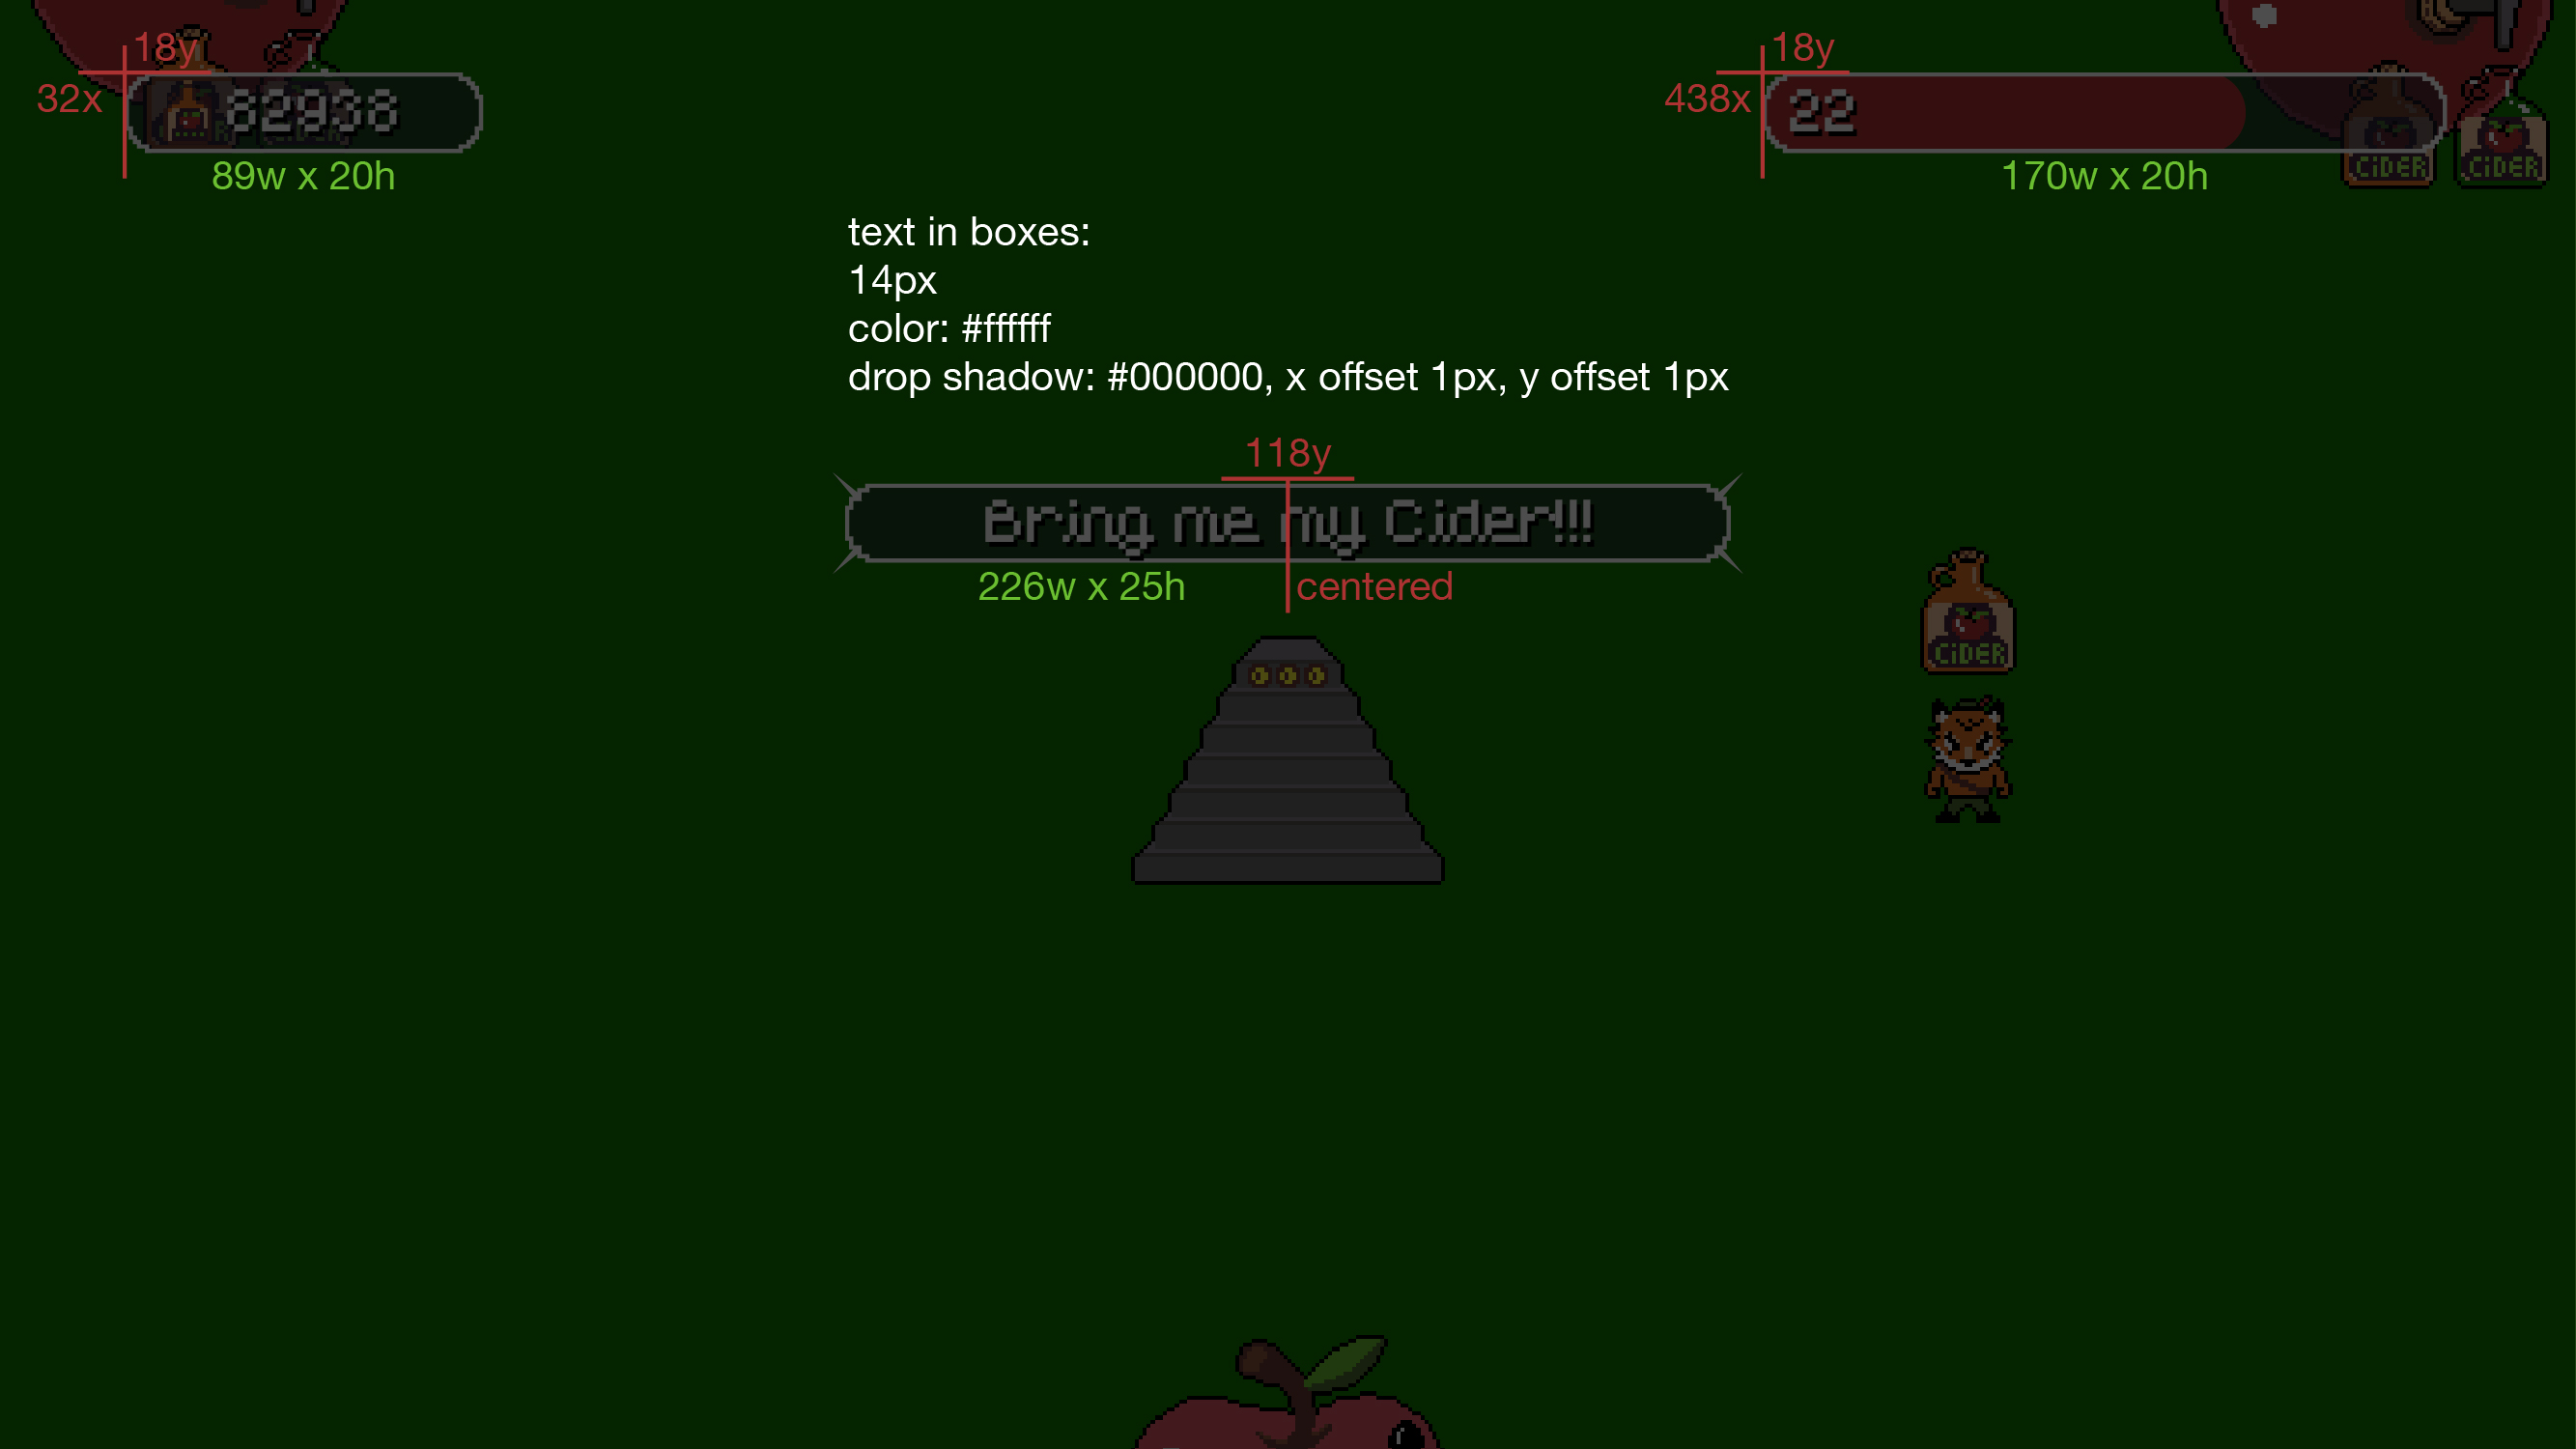 18y
18y
32x
82938
438x
22
89w x 20h
170w x 20h
CiDER
CiDER
text in boxes:
14px
color: #ffffff
drop shadow: #000000, x offset 1px, y offset 1px
118y
Bring me my Cider!!!
226w x 25h
centered
CiDER